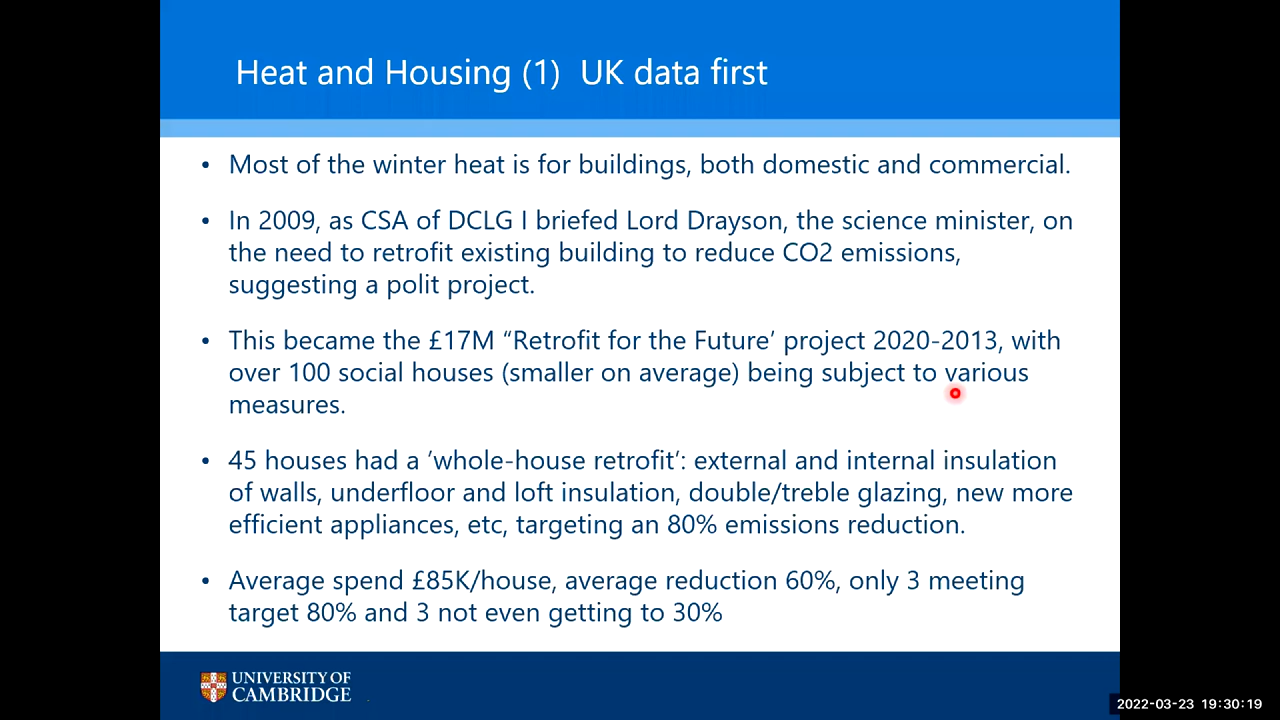 Heat and Housing (1)  UK data first
• Most of the winter heat is for buildings, both domestic and commercial.
• In 2009, as CSA of DCLG I briefed Lord Drayson, the science minister, on
the need to retrofit existing building to reduce CO2 emissions,
suggesting a polit project.
• This became the £17M “Retrofit for the Future’ project 2020-2013, with
over 100 social houses (smaller on average) being subject to various
measures.
• 45 houses had a ’whole-house retrofit’: external and internal insulation
of walls, underfloor and loft insulation, double/treble glazing, new more
efficient appliances, etc, targeting an 80% emissions reduction.
• Average spend £85K/house, average reduction 60%, only 3 meeting
target 80% and 3 not even getting to 30%
UNIVERSITY OF
CAMBRIDGE
2022-03-23 19:30:19